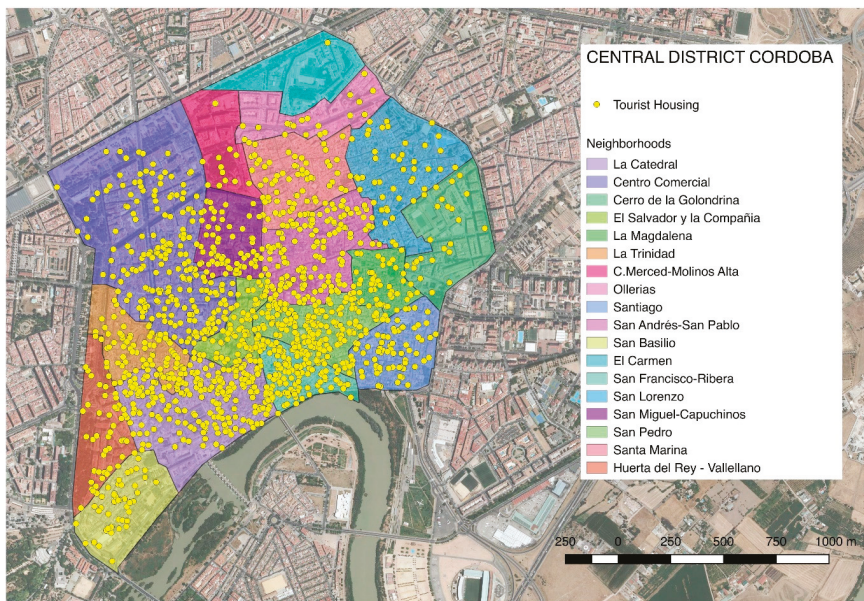 CENTRAL DISTRICT CORDOBA
Tourist Housing
Neighborhoods
La Catedral
Centro Comercial
Cerro de la Golondrina
El Salvador y la Compañia
La Magdalena
La Trinidad
C.Merced-Molinos Alta
Ollerias
Santiago
San Andrés-San Pablo
San Basilio
El Carmen
San Francisco-Ribera
San Lorenzo
San Miguel-Capuchinos
San Pedro
Santa Marina
Huerta del Rey - Vallellano
250 0 250 500 750 1000 m